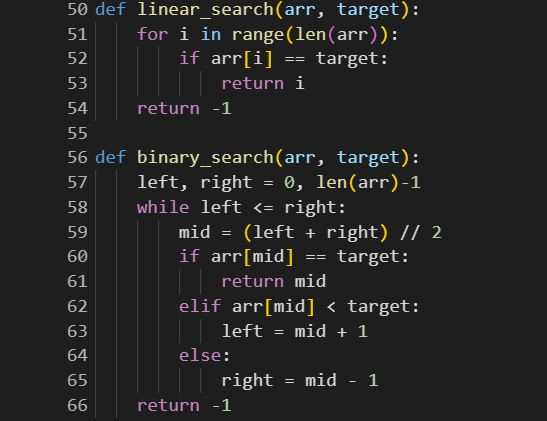 50 def linear_search(arr, target):
51     for i in range(len(arr)):
52         if arr[i] == target:
53             return i
54     return -1
55
56 def binary_search(arr, target):
57     left, right = 0, len(arr)-1
58     while left <= right:
59         mid = (left + right) // 2
60         if arr[mid] == target:
61             return mid
62         elif arr[mid] < target:
63             left = mid + 1
64         else:
65             right = mid - 1
66     return -1